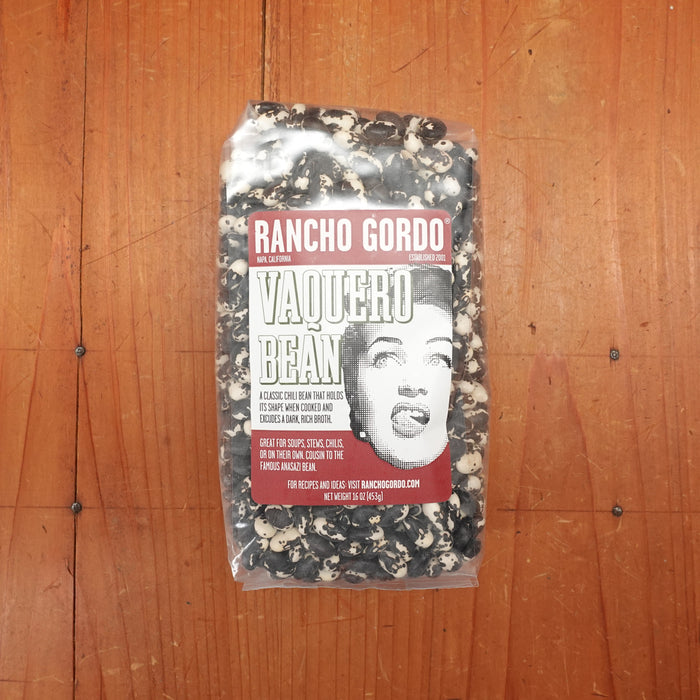 RANCHO GORDO®
NAPA, CALIFORNIA ESTABLISHED 2001
VAQUERO
BEAN
A CLASSIC CHILI BEAN THAT HOLDS
ITS SHAPE WHEN COOKED AND
EXCUDES A DARK, RICH BROTH.
GREAT FOR SOUPS, STEWS, CHILIS,
OR ON THEIR OWN. COUSIN TO THE
FAMOUS ANASAZI BEAN.
FOR RECIPES AND IDEAS: VISIT RANCHOGORDO.COM
NET WEIGHT 16 OZ (453g)